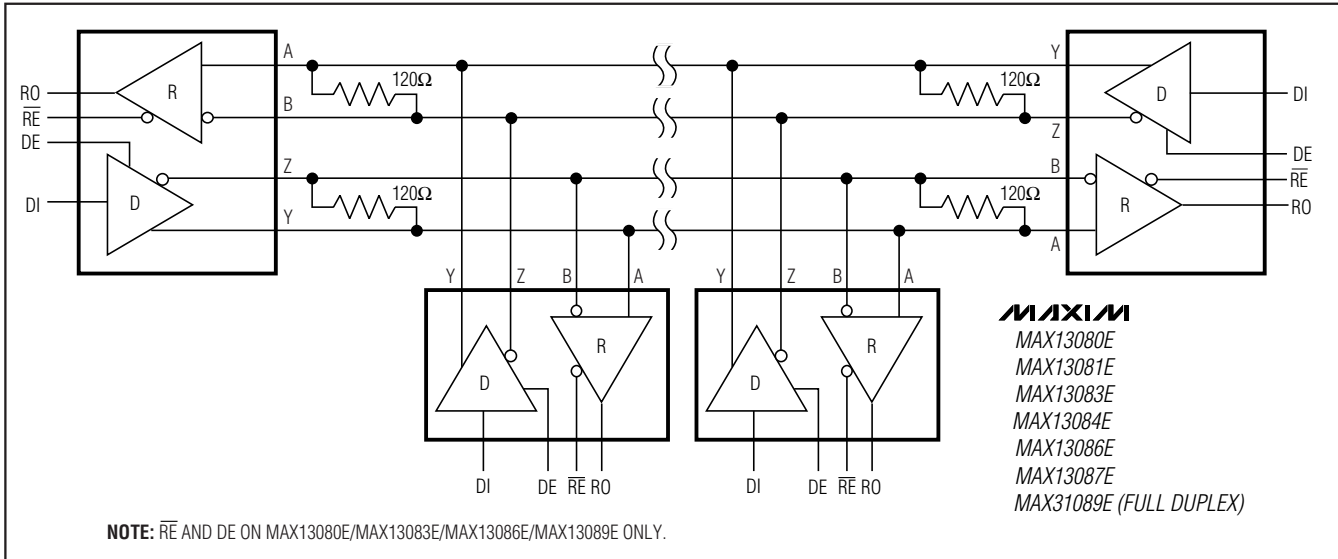 A
120Ω
RO
R
RE
B
DE
Z
DI
D
120Ω
Y
Y
120Ω
D
DI
Z
DE
B
RE
120Ω
R
RO
A
Y
Z
B
A
D
R
DI
DE
RE
RO
Y
Z
B
A
D
R
DI
DE
RE
RO
MAXIM
MAX13080E
MAX13081E
MAX13083E
MAX13084E
MAX13086E
MAX13087E
MAX31089E (FULL DUPLEX)
NOTE: RE AND DE ON MAX13080E/MAX13083E/MAX13086E/MAX13089E ONLY.